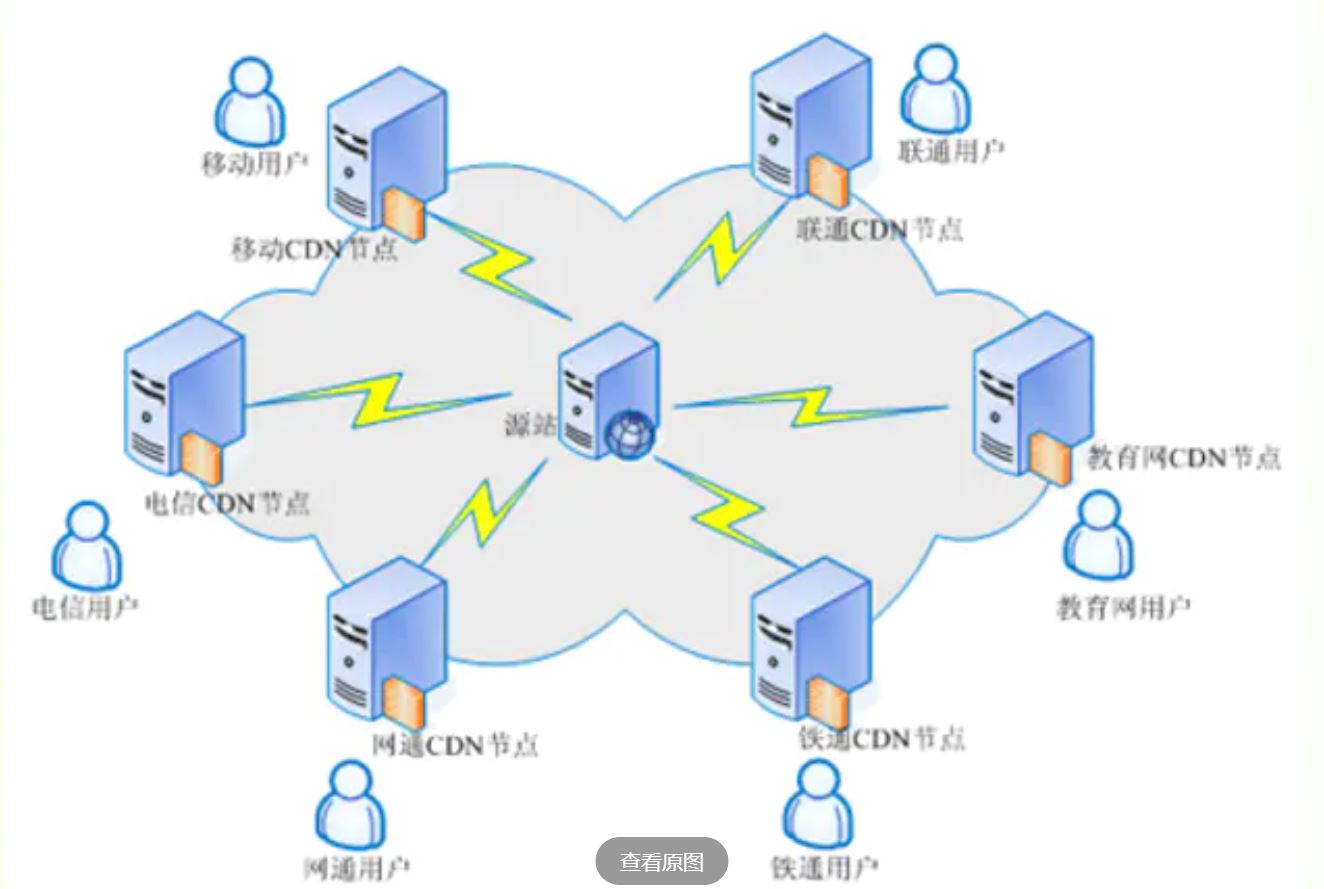 联通用户
移动用户
联通CDN节点
移动CDN节点
源站
教育网CDN节点
电信CDN节点
电信用户
教育网用户
铁通CDN节点
网通CDN节点
查看原图
网通用户
铁通用户